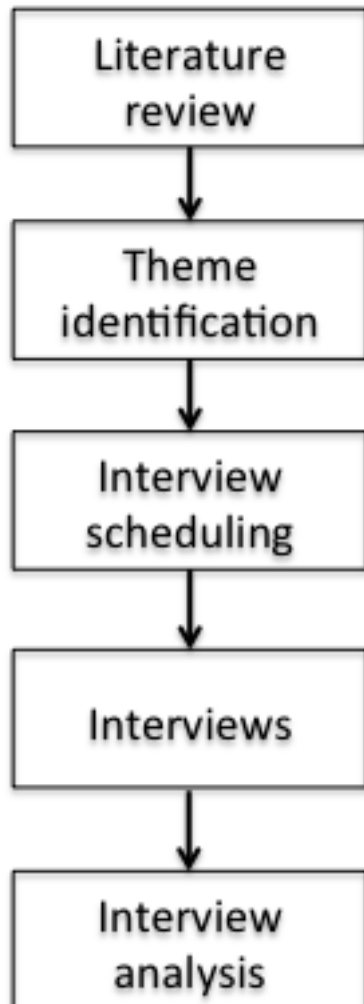 Literature
review
Theme
identification
Interview
scheduling
Interviews
Interview
analysis